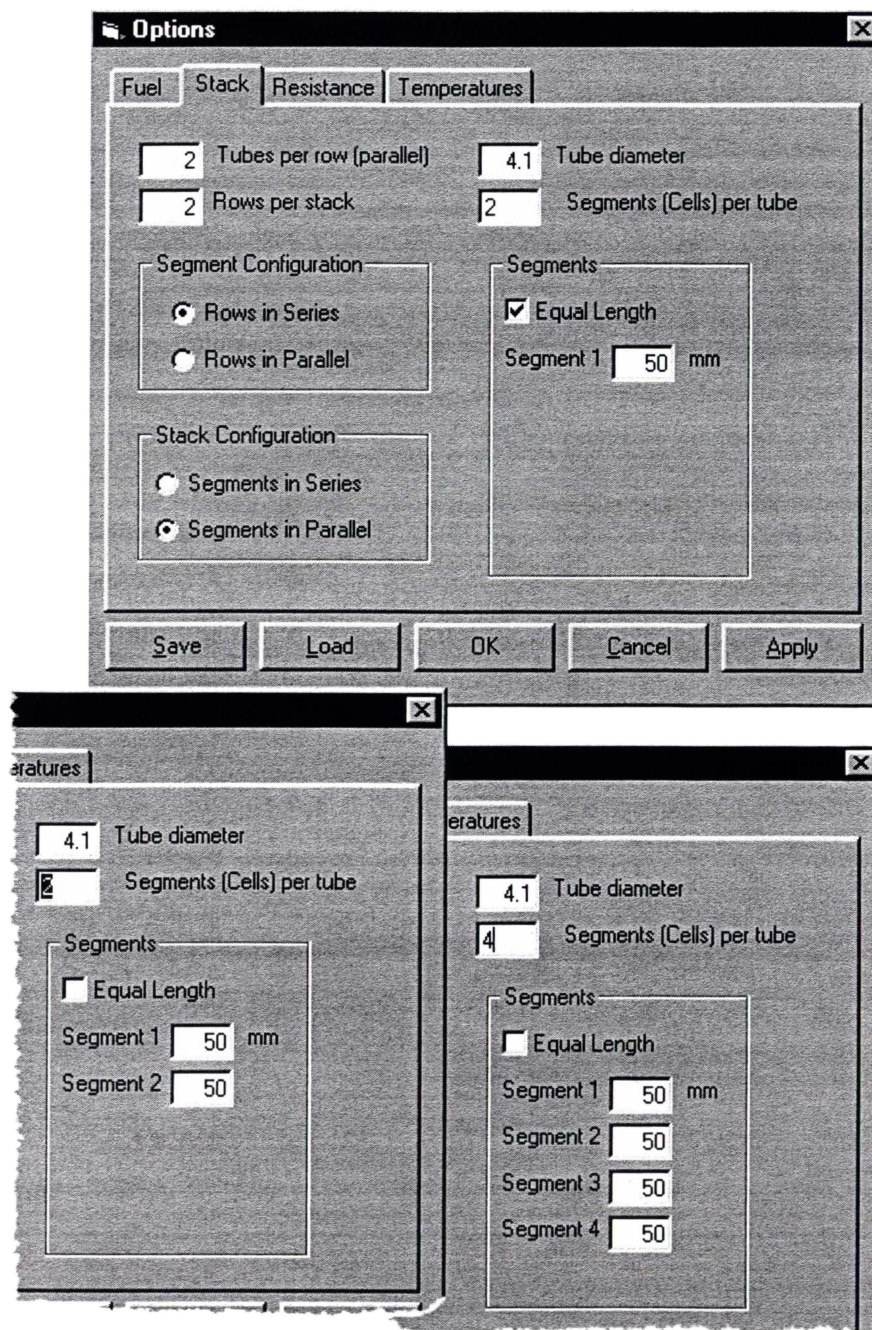 Options
Fuel Stack Resistance Temperatures
2 Tubes per row (parallel) 4.1 Tube diameter
2 Rows per stack 2 Segments (Cells) per tube
Segment Configuration Segments
Rows in Series Equal Length
Rows in Parallel Segment 1 50 mm
Stack Configuration
Segments in Series
Segments in Parallel
Save Load OK Cancel Apply
eratures
4.1 Tube diameter
2 Segments (Cells) per tube
Segments
Equal Length
Segment 1 50 mm
Segment 2 50
eratures
4.1 Tube diameter
4 Segments (Cells) per tube
Segments
Equal Length
Segment 1 50 mm
Segment 2 50
Segment 3 50
Segment 4 50